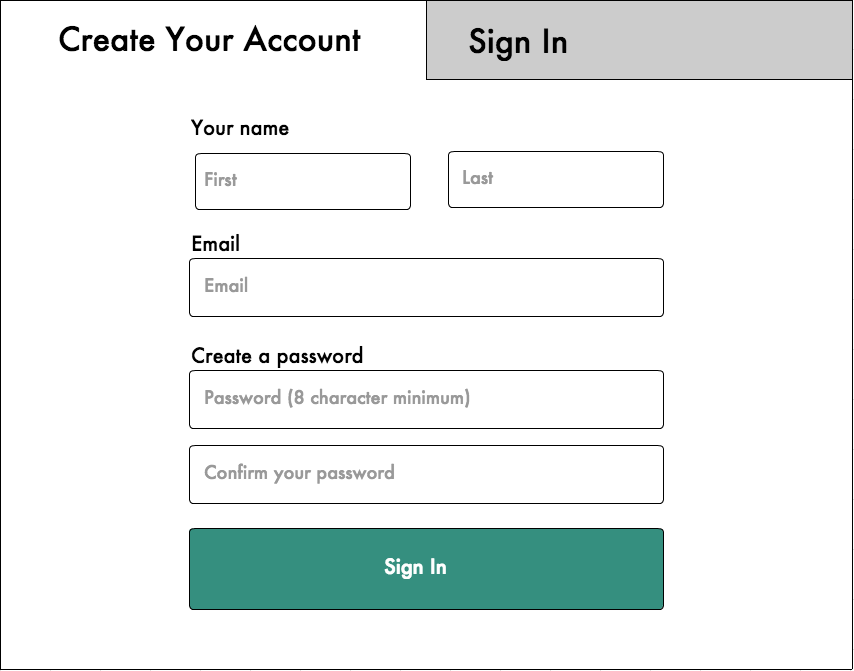 Create Your Account
Sign In
Your name
First
Last
Email
Email
Create a password
Password (8 character minimum)
Confirm your password
Sign In